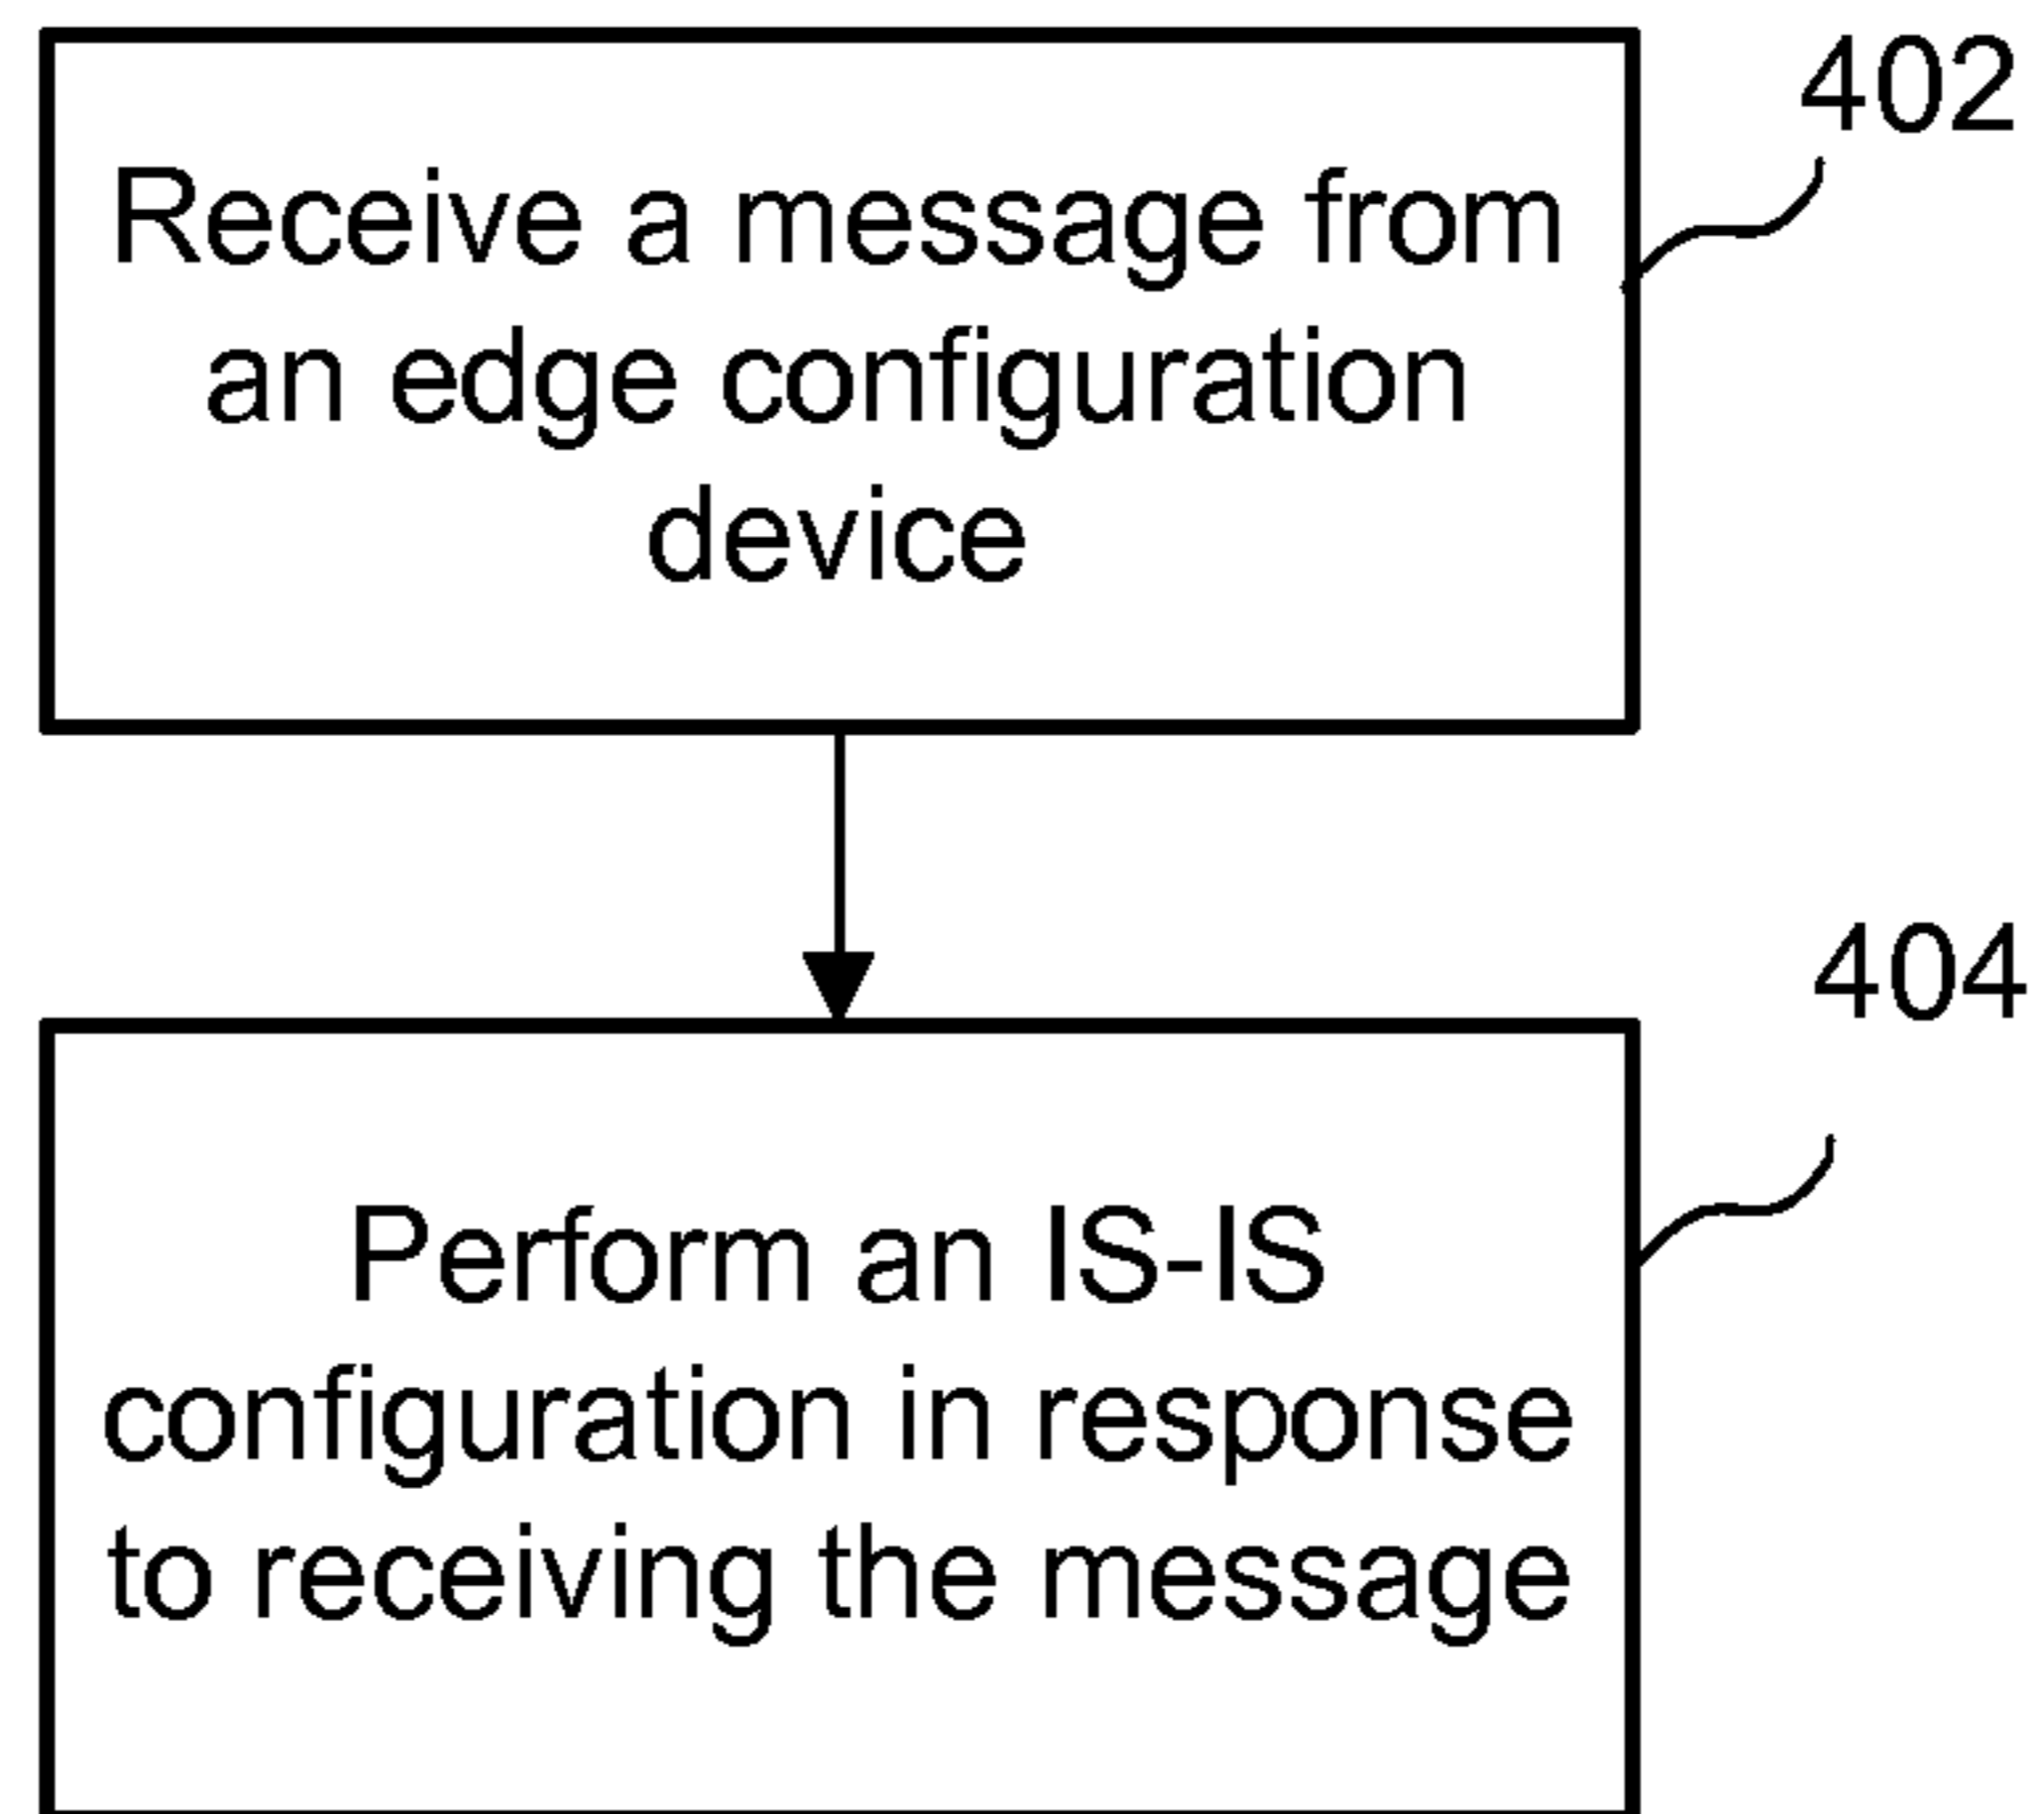 402
Receive a message from
an edge configuration
device
404
Perform an IS-IS
configuration in response
to receiving the message